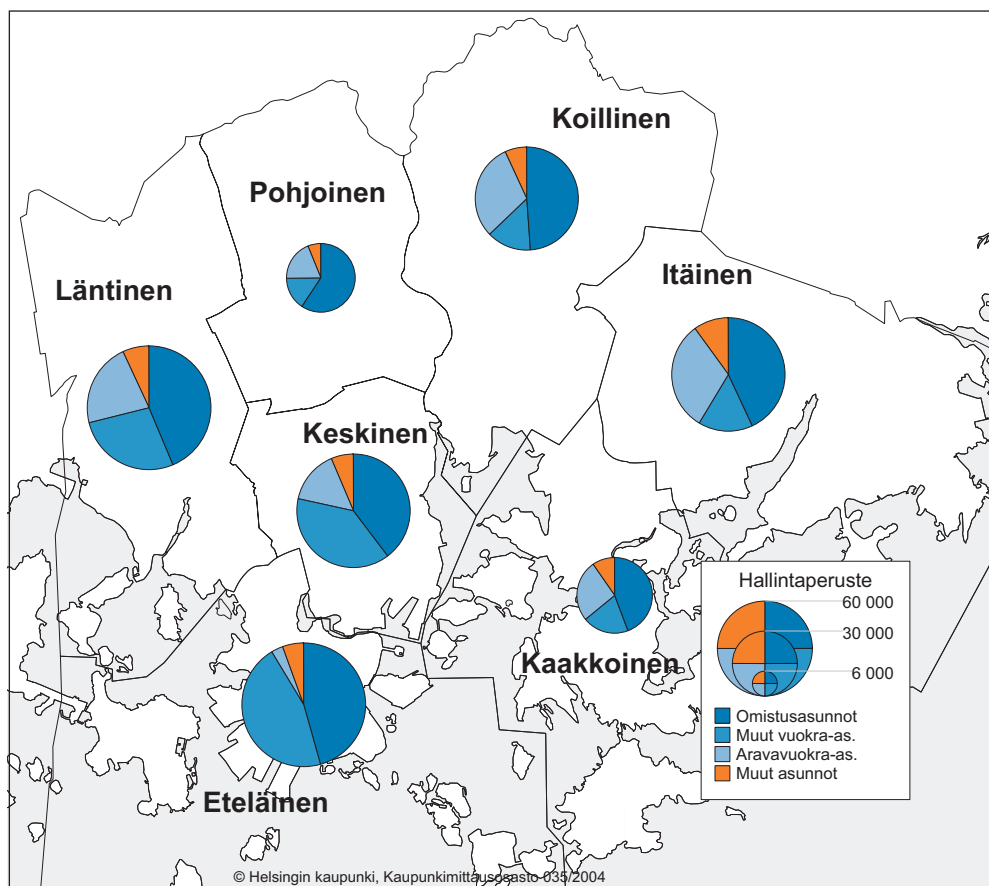 Koillinen
Pohjoinen
Itäinen
Läntinen
Keskinen
Kaakkoinen
Eteläinen
Hallintaperuste
60 000
30 000
6 000
Omistusasunnot
Muut vuokra-as.
Aravavuokra-as.
Muut asunnot
© Helsingin kaupunki, Kaupunkimittausosasto 035/2004